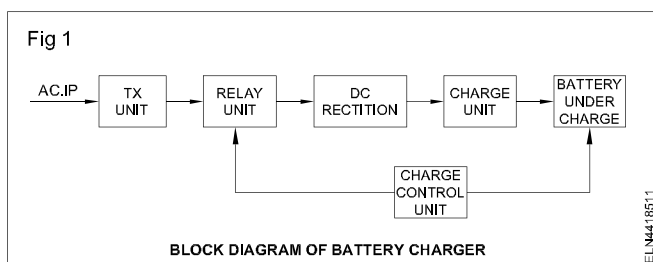 Fig 1
AC.IP
TX
UNIT
RELAY
UNIT
DC
RECTITION
CHARGE
UNIT
BATTERY
UNDER
CHARGE
CHARGE
CONTROL
UNIT
BLOCK DIAGRAM OF BATTERY CHARGER
ELN4418511